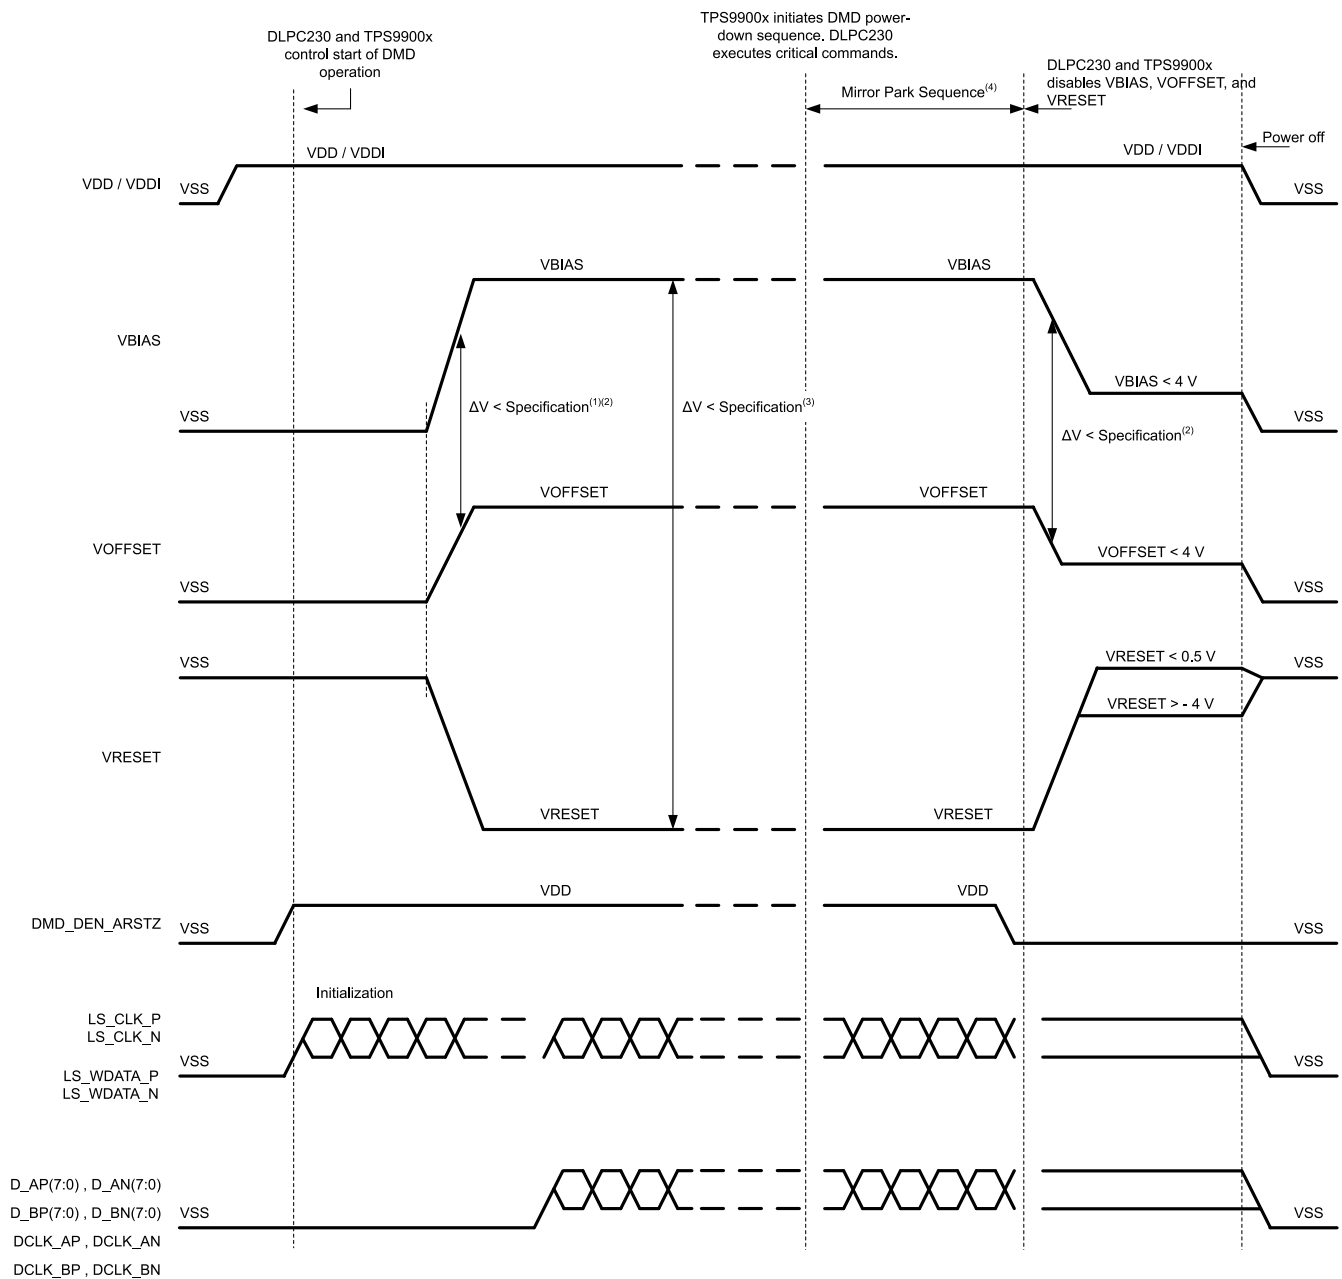 TPS9900x initiates DMD power-
down sequence. DLPC230
executes critical commands.
DLPC230 and TPS9900x
control start of DMD
operation
DLPC230 and TPS9900x
disables VBIAS, VOFFSET, and
VRESET
Mirror Park Sequence(4)
Power off
VDD / VDDI
VDD / VDDI
VDD / VDDI
VSS
VSS
VBIAS
VBIAS
VBIAS
VBIAS < 4 V
ΔV < Specification(1)(2)
ΔV < Specification(3)
ΔV < Specification(2)
VSS
VSS
VOFFSET
VOFFSET
VOFFSET
VOFFSET < 4 V
VSS
VSS
VSS
VRESET < 0.5 V
VSS
VRESET > - 4 V
VRESET
VRESET
VRESET
VDD
VDD
DMD_DEN_ARSTZ
VSS
VSS
Initialization
LS_CLK_P
LS_CLK_N
VSS
VSS
LS_WDATA_P
LS_WDATA_N
D_AP(7:0) , D_AN(7:0)
D_BP(7:0) , D_BN(7:0)
VSS
VSS
DCLK_AP , DCLK_AN
DCLK_BP , DCLK_BN